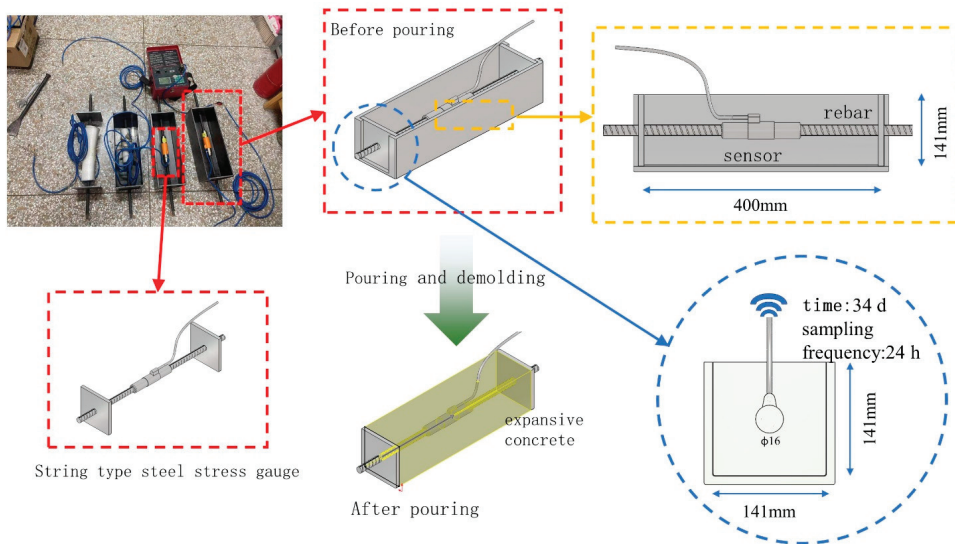 Before pouring
rebar
sensor
141mm
400mm
Pouring and demolding
time:34 d
sampling
frequency:24 h
ϕ16
141mm
141mm
expansive
concrete
String type steel stress gauge
After pouring